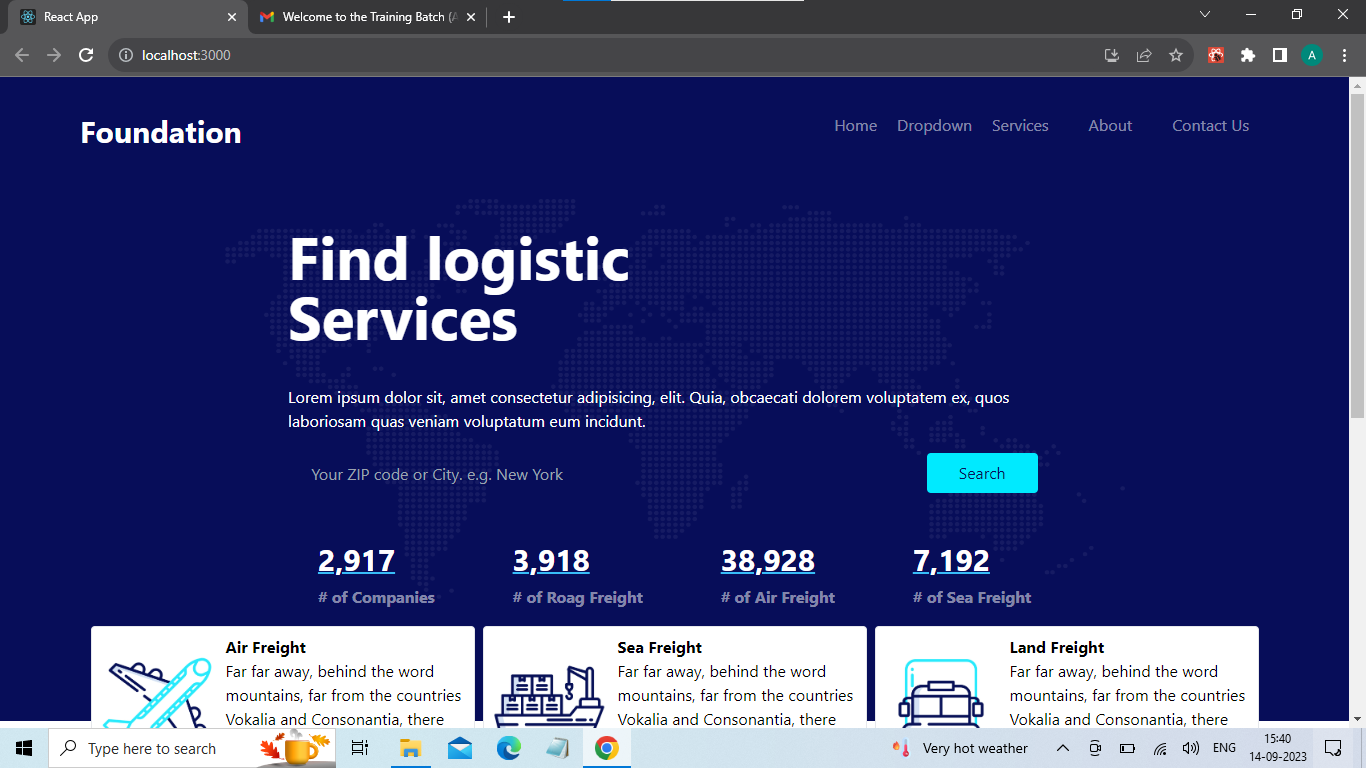 React App
Welcome to the Training Batch (A
localhost:3000
A
Foundation
Home Dropdown Services About Contact Us
Find logistic
Services
Lorem ipsum dolor sit, amet consectetur adipisicing, elit. Quia, obcaecati dolorem voluptatem ex, quos
laboriosam quas veniam voluptatum eum incidunt.
Your ZIP code or City. e.g. New York
Search
2,917 3,918 38,928 7,192
# of Companies # of Roag Freight # of Air Freight # of Sea Freight
Air Freight
Far far away, behind the word
mountains, far from the countries
Vokalia and Consonantia, there
Sea Freight
Far far away, behind the word
mountains, far from the countries
Vokalia and Consonantia, there
Land Freight
Far far away, behind the word
mountains, far from the countries
Vokalia and Consonantia, there
Type here to search
Very hot weather
ENG
15:40
14-09-2023